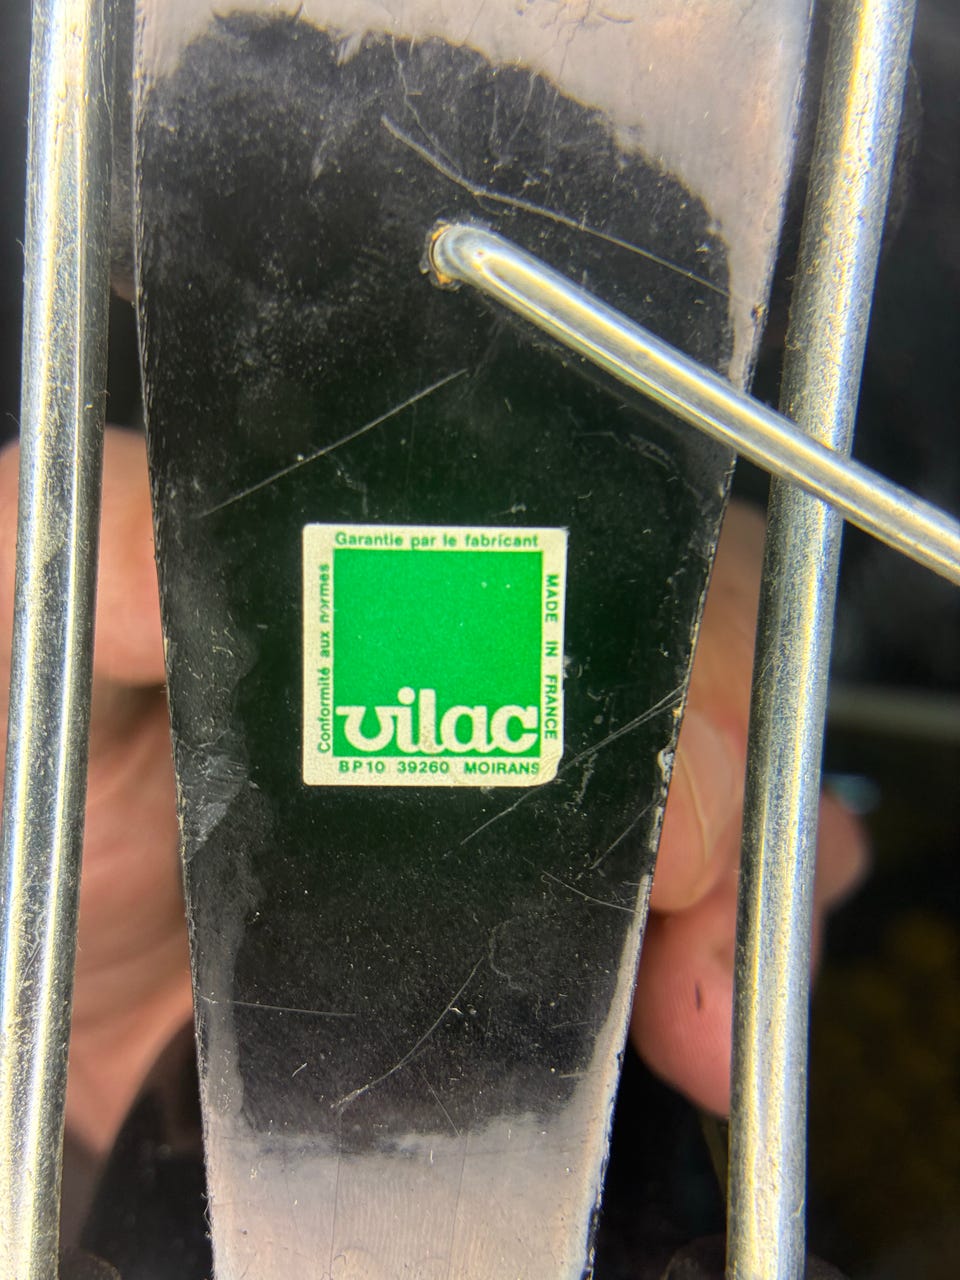 Garantie par le fabricant
Conformité aux normes
MADE IN FRANCE
vilac
BP10 39260 MOIRANS